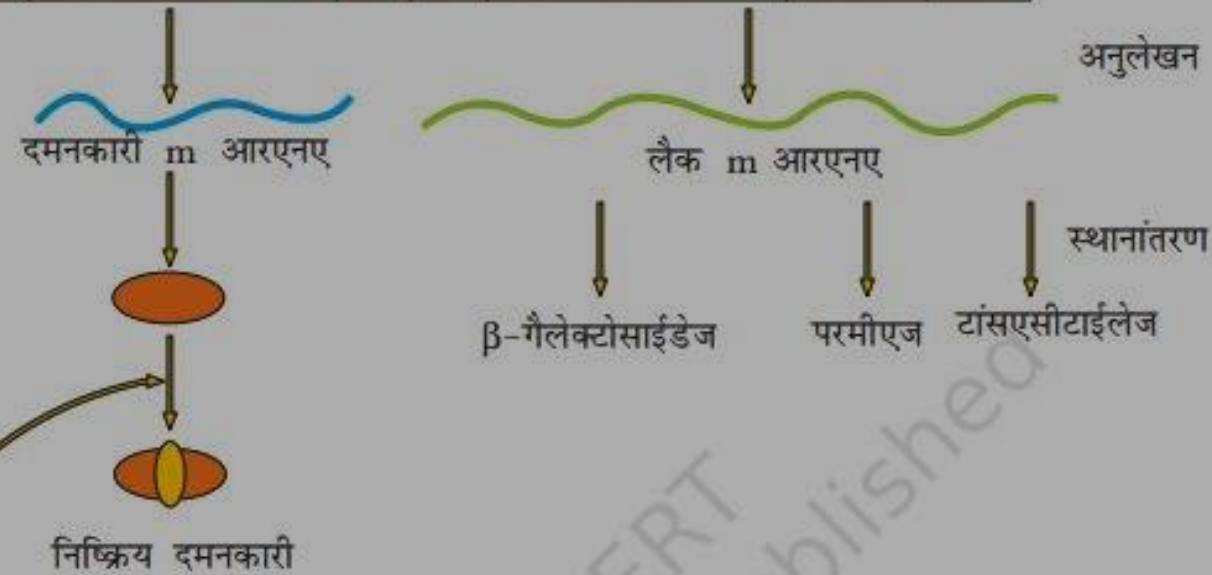 अनुलेखन
दमनकारी m आरएनए
लैक m आरएनए
स्थानांतरण
β-गैलेक्टोसाईडेज
परमीएज
टांसएसीटाईलेज
निष्क्रिय दमनकारी